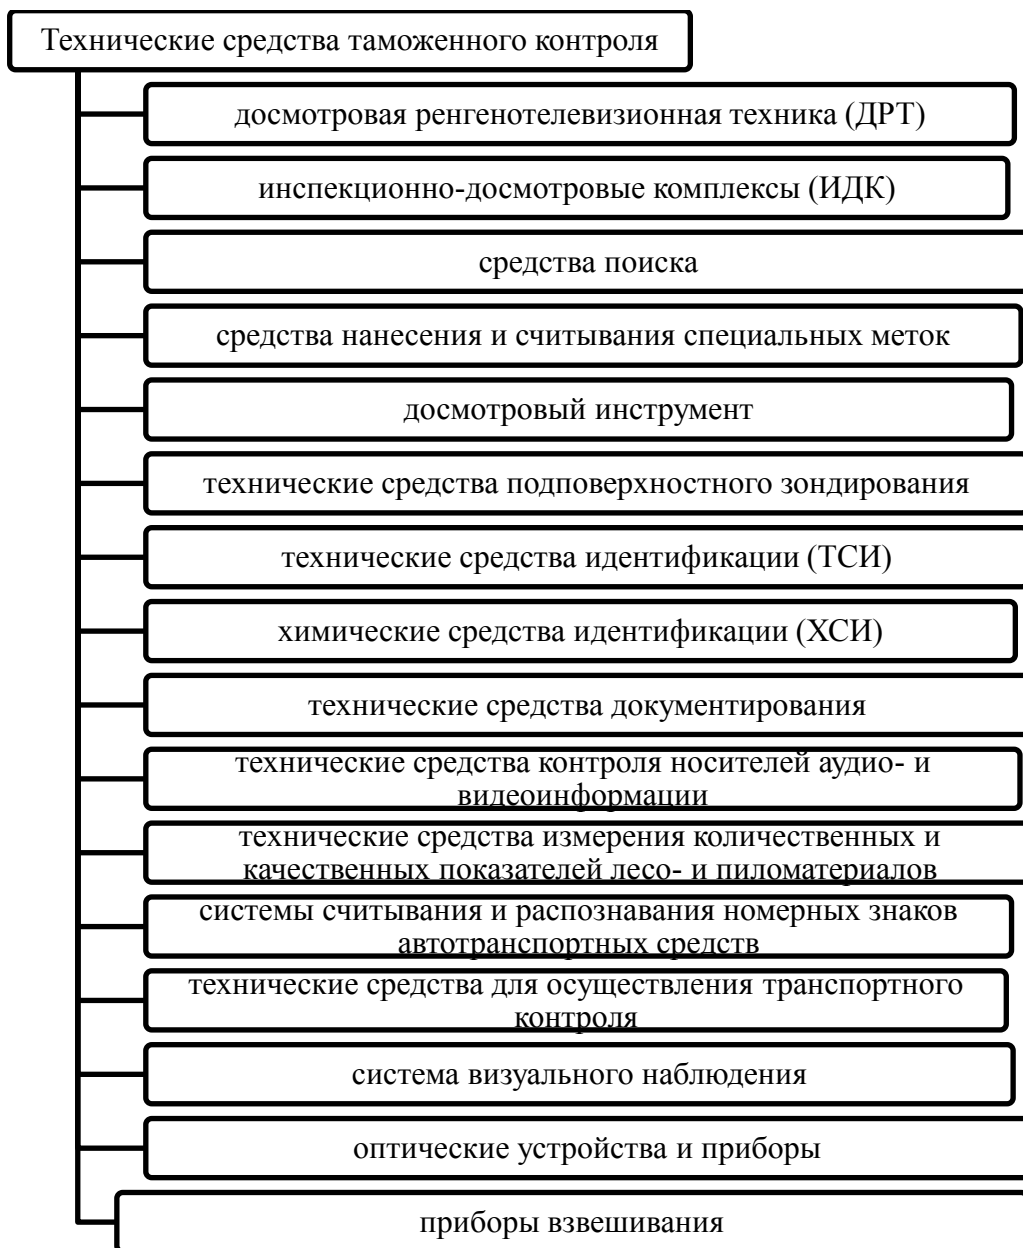 Технические средства таможенного контроля
досмотровая ренгенотелевизионная техника (ДРТ)
инспекционно-досмотровые комплексы (ИДК)
средства поиска
средства нанесения и считывания специальных меток
досмотровый инструмент
технические средства подповерхностного зондирования
технические средства идентификации (ТСИ)
химические средства идентификации (ХСИ)
технические средства документирования
технические средства контроля носителей аудио- и
видеоинформации
технические средства измерения количественных и
качественных показателей лесо- и пиломатериалов
системы считывания и распознавания номерных знаков
автотранспортных средств
технические средства для осуществления транспортного
контроля
система визуального наблюдения
оптические устройства и приборы
приборы взвешивания